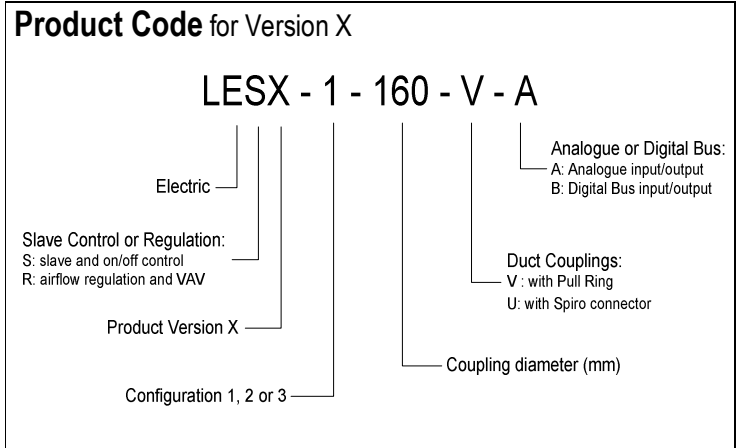 Product Code for Version X
LESX - 1 - 160 - V - A
Analogue or Digital Bus:
A: Analogue input/output
B: Digital Bus input/output
Electric
Slave Control or Regulation:
S: slave and on/off control
R: airflow regulation and VAV
Duct Couplings:
V : with Pull Ring
U: with Spiro connector
Product Version X
Coupling diameter (mm)
Configuration 1, 2 or 3